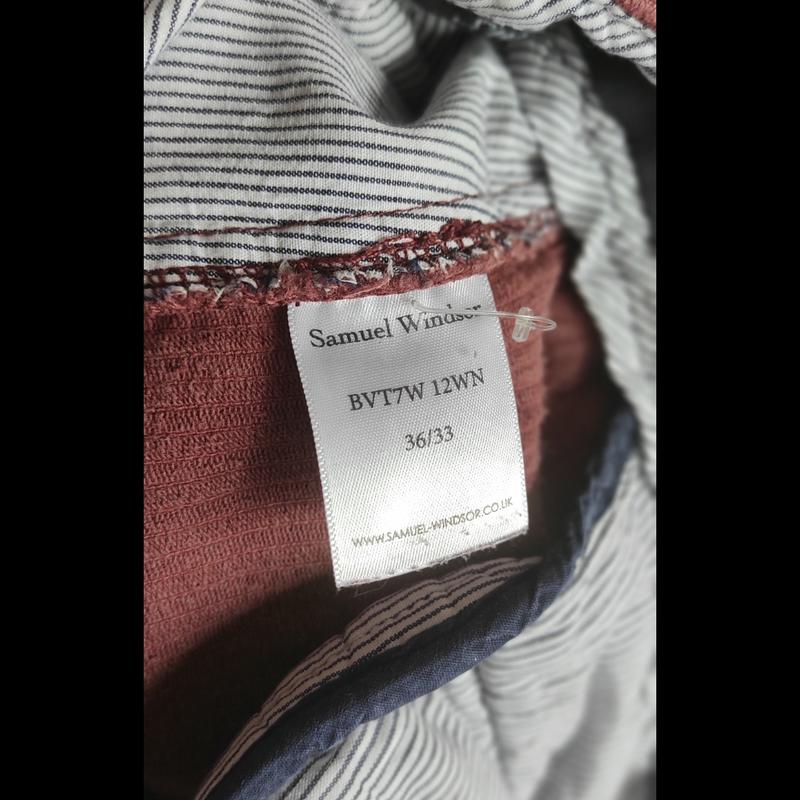 Samuel Windsor
BVT7W 12WN
36/33
WWW.SAMUEL-WINDSOR.CO.UK